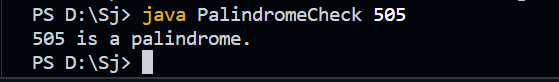 PS D:\Sj> java PalindromeCheck 505
505 is a palindrome.
PS D:\Sj>